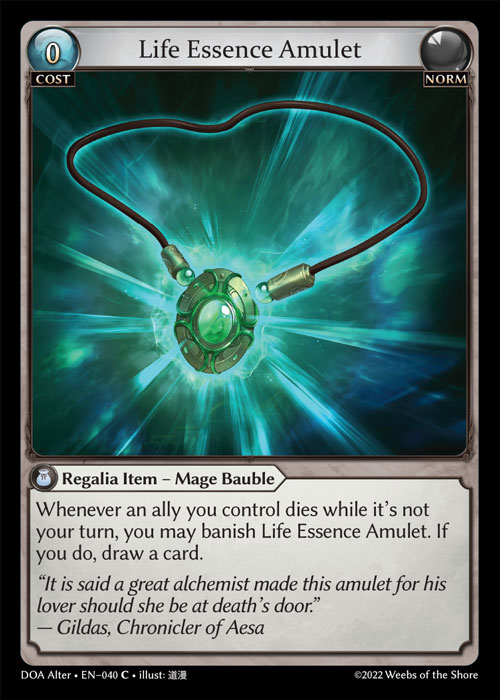 0
Life Essence Amulet
COST
NORM
Regalia Item – Mage Bauble
Whenever an ally you control dies while it's not
your turn, you may banish Life Essence Amulet. If
you do, draw a card.
“It is said a great alchemist made this amulet for his
lover should she be at death's door.”
— Gildas, Chronicler of Aesa
DOA Alter • EN–040 C • illust: 道漫
©2022 Weebs of the Shore